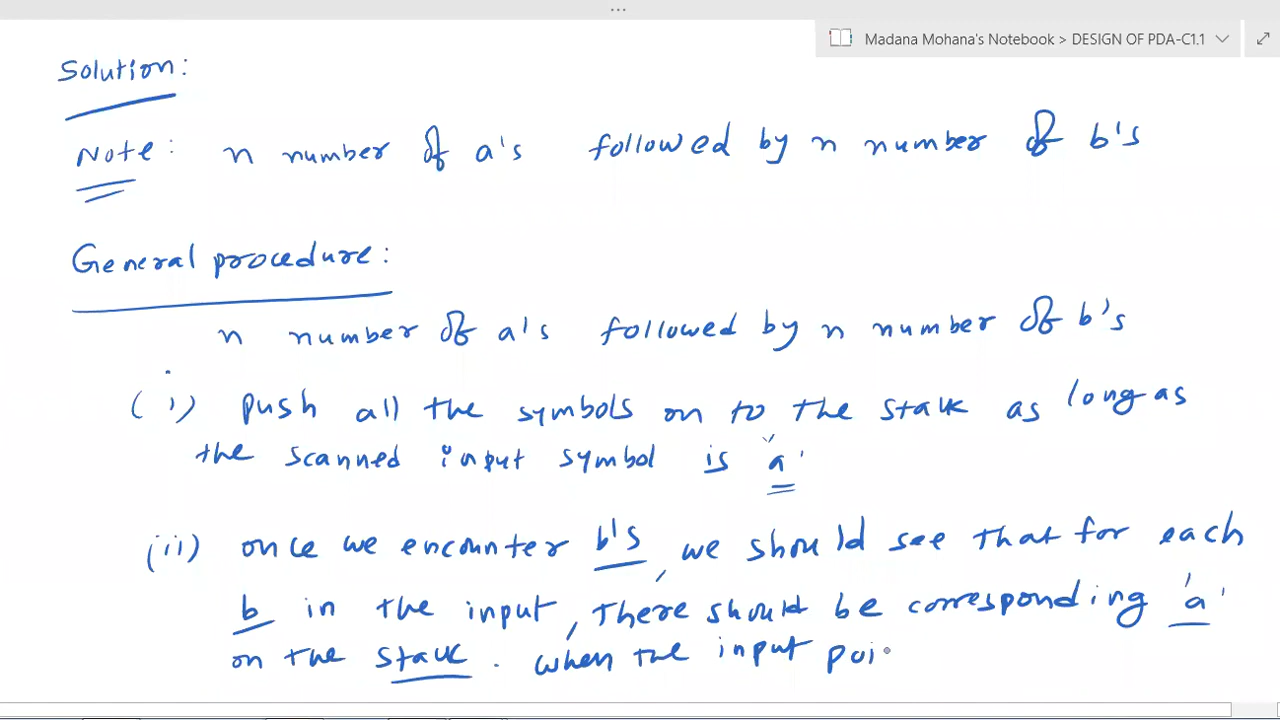 Madana Mohana's Notebook > DESIGN OF PDA-C1.1
Solution:
Note: n number of a's followed by n number of b's
General procedure:
n number of a's followed by n number of b's
(i) push all the symbols on to the stack as long as
the scanned input symbol is 'a'
(ii) once we encounter b's, we should see that for each
b in the input, there should be corresponding 'a'
on the stack. when the input poi